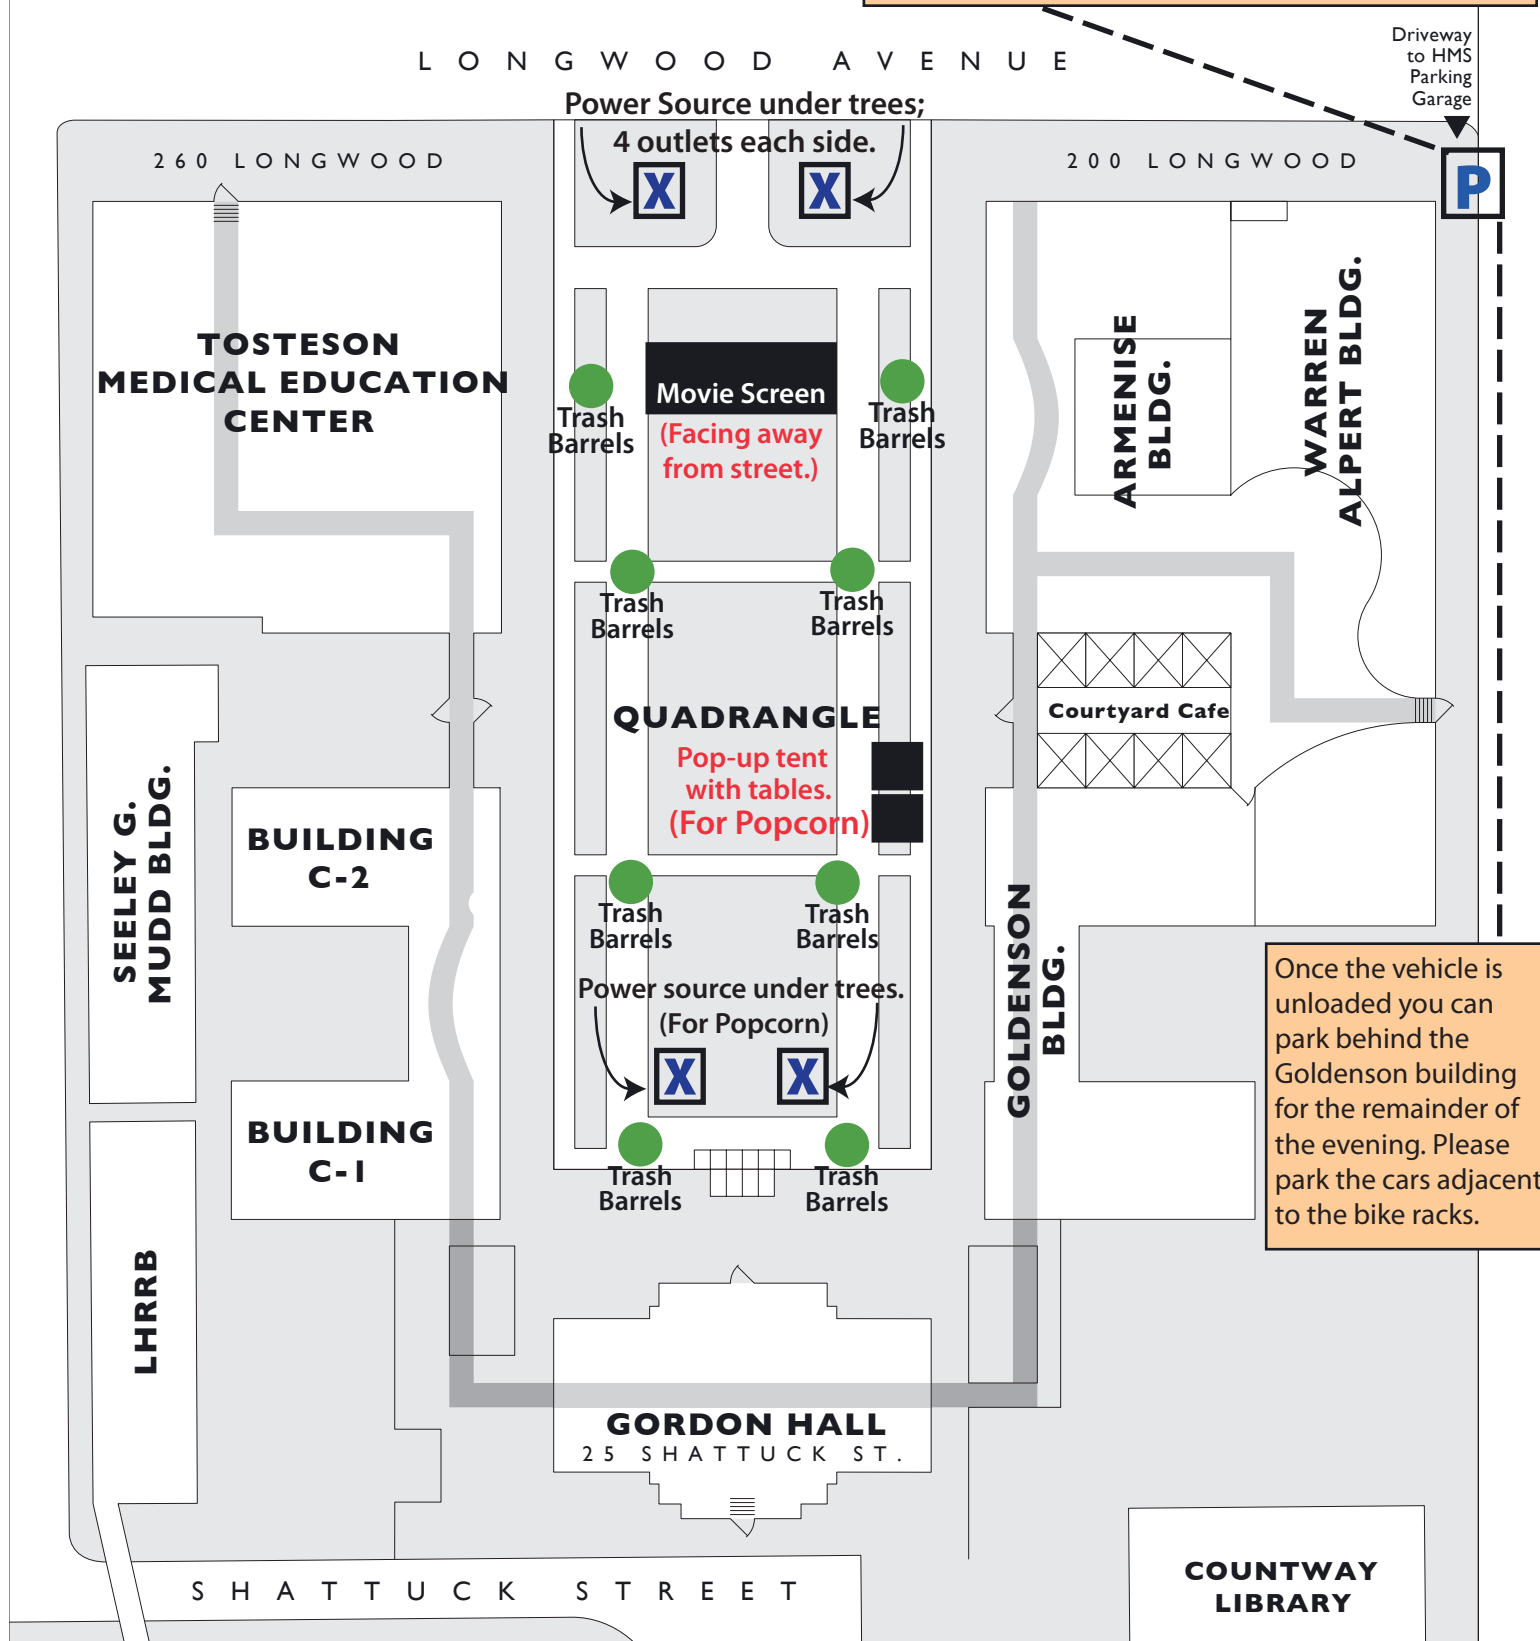 LONGWOOD AVENUE
Driveway
to HMS
Parking
Garage
Power Source under trees;
4 outlets each side.
260 LONGWOOD
200 LONGWOOD
X
X
P
TOSTESON
MEDICAL EDUCATION
CENTER
Movie Screen
(Facing away
from street.)
Trash
Barrels
Trash
Barrels
ARMENISE
BLDG.
WARREN
ALPERT BLDG.
Trash
Barrels
Trash
Barrels
QUADRANGLE
Pop-up tent
with tables.
(For Popcorn)
Courtyard Cafe
SEELEY G.
MUDD BLDG.
BUILDING
C-2
Trash
Barrels
Trash
Barrels
GOLDENSON
BLDG.
Power source under trees.
(For Popcorn)
X
X
Once the vehicle is
unloaded you can
park behind the
Goldenson building
for the remainder of
the evening. Please
park the cars adjacent
to the bike racks.
BUILDING
C-1
Trash
Barrels
Trash
Barrels
LHRRB
GORDON HALL
25 SHATTUCK ST.
SHATTUCK STREET
COUNTWAY
LIBRARY